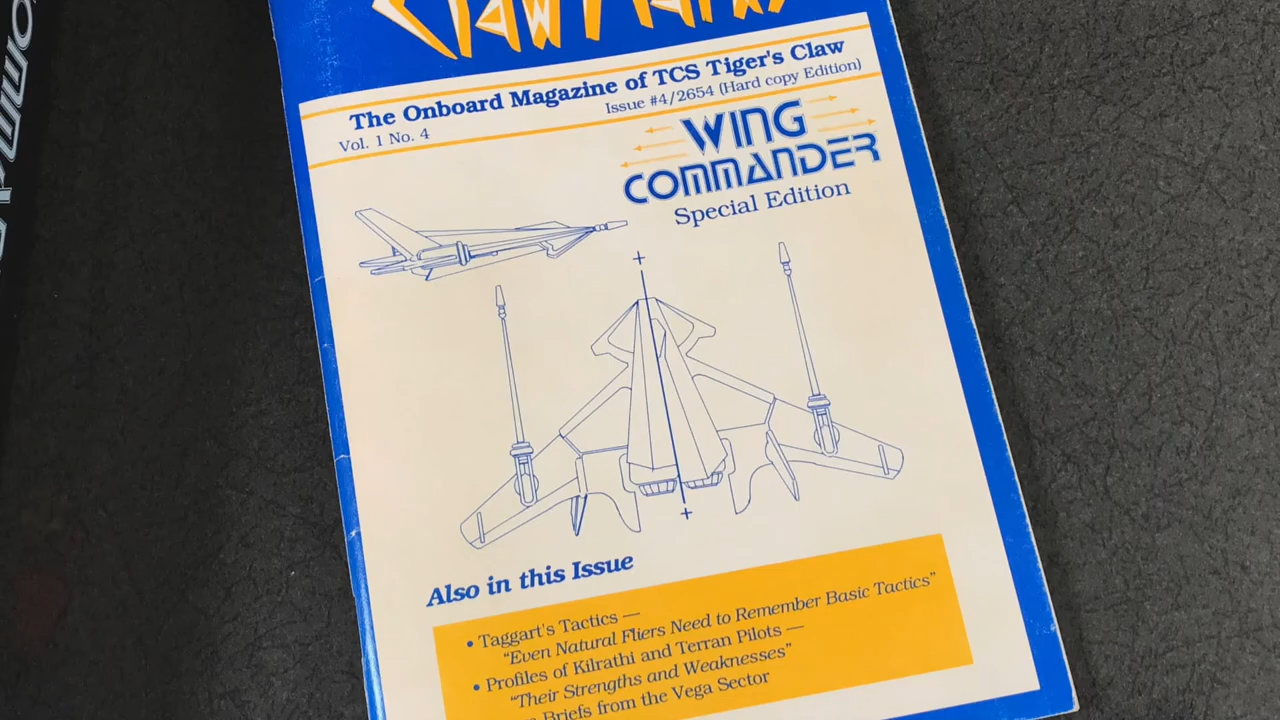 Claw Marks
The Onboard Magazine of TCS Tiger's Claw
Vol. 1 No. 4
Issue #4/2654 (Hard copy Edition)
WING
COMMANDER
Special Edition
Also in this Issue
• Taggart's Tactics —
"Even Natural Fliers Need to Remember Basic Tactics"
• Profiles of Kilrathi and Terran Pilots —
"Their Strengths and Weaknesses"
Briefs from the Vega Sector